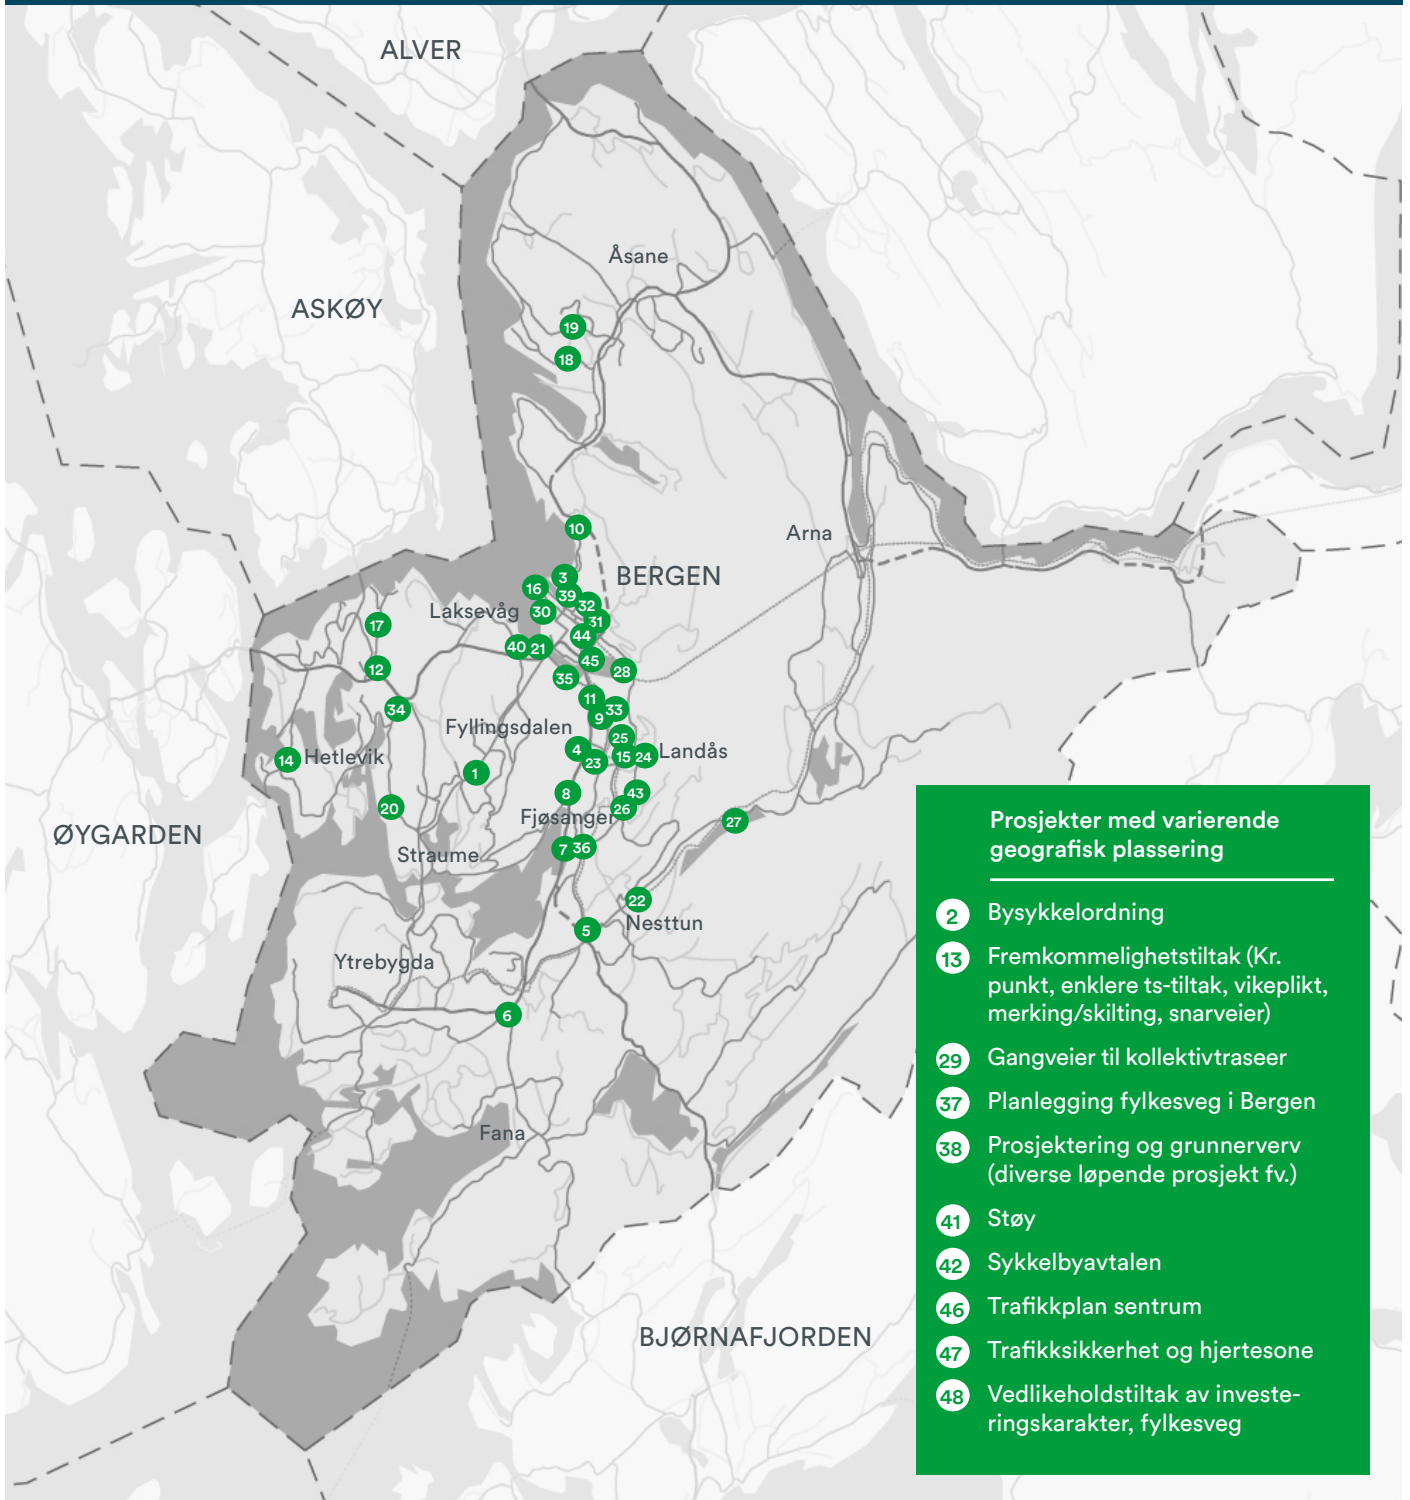 ALVER
Åsane
ASKØY
19
18
10
Arna
3
BERGEN
16
39
32
Laksevåg
30
31
17
44
40
21
45
12
28
35
11
34
33
9
Fyllingsdalen
25
4
Landås
14
Hetlevik
23
15
24
1
8
43
20
26
Fjøsanger
27
ØYGARDEN
7
36
Straume
22
Nesttun
5
Ytrebygda
6
Fana
BJØRNAFJORDEN
Prosjekter med varierende
geografisk plassering
2 Bysykkelordning
13 Fremkommelighetstiltak (Kr.
punkt, enklere ts-tiltak, vikeplikt,
merking/skilting, snarveier)
29 Gangveier til kollektivtraseer
37 Planlegging fylkesveg i Bergen
38 Prosjektering og grunnerverv
(diverse løpende prosjekt fv.)
41 Støy
42 Sykkelbyavtalen
46 Trafikkplan sentrum
47 Trafikksikkerhet og hjertesone
48 Vedlikeholdstiltak av investe-
ringskarakter, fylkesveg